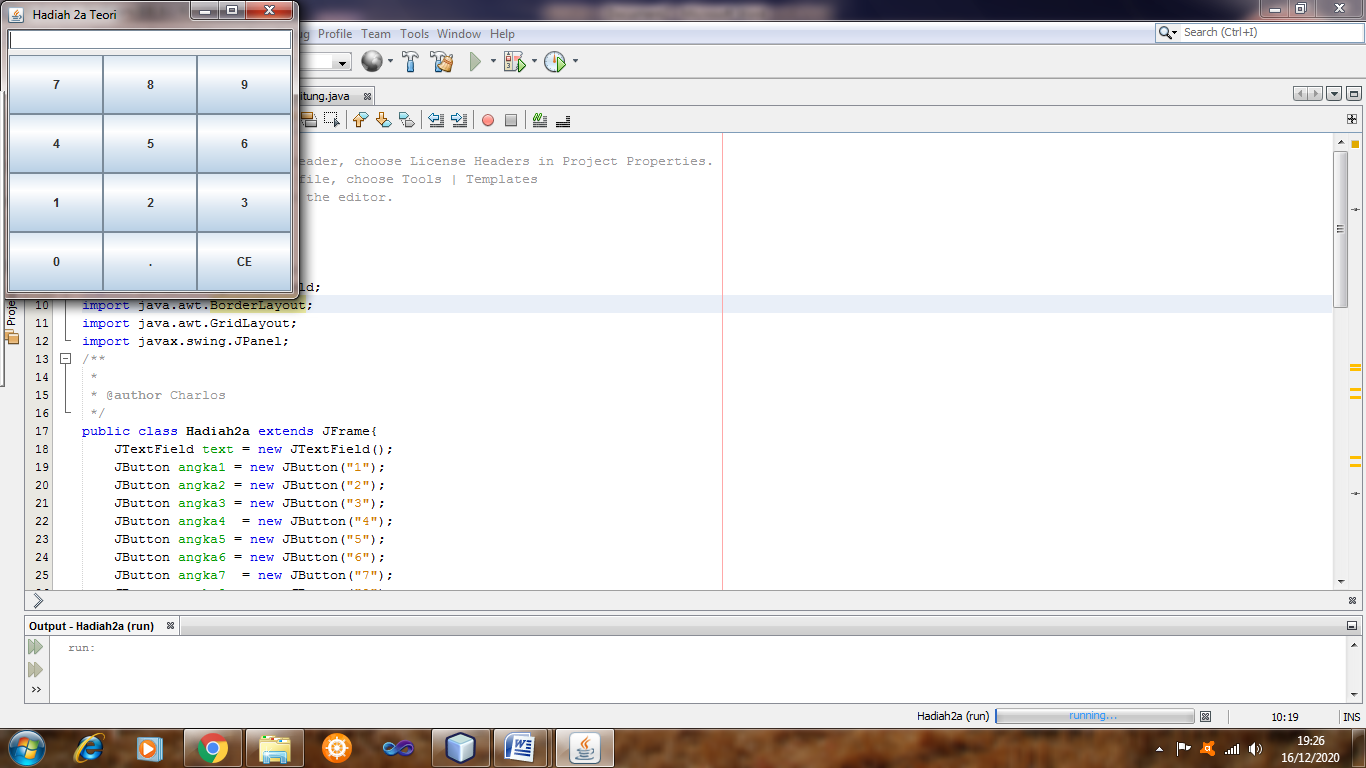 Hadiah 2a Teori
Profile Team Tools Window Help
Search (Ctrl+I)
7 8 9
4 5 6
1 2 3
0 . CE
itung.java
eader, choose License Headers in Project Properties.
file, choose Tools | Templates
the editor.
ld;
10 import java.awt.BorderLayout;
11 import java.awt.GridLayout;
12 import javax.swing.JPanel;
13 /**
14 *
15 * @author Charlos
16 */
17 public class Hadiah2a extends JFrame{
18 JTextField text = new JTextField();
19 JButton angka1 = new JButton("1");
20 JButton angka2 = new JButton("2");
21 JButton angka3 = new JButton("3");
22 JButton angka4  = new JButton("4");
23 JButton angka5 = new JButton("5");
24 JButton angka6 = new JButton("6");
25 JButton angka7  = new JButton("7");
Output - Hadiah2a (run)
run:
Hadiah2a (run) running... 10:19 INS
19:26
16/12/2020